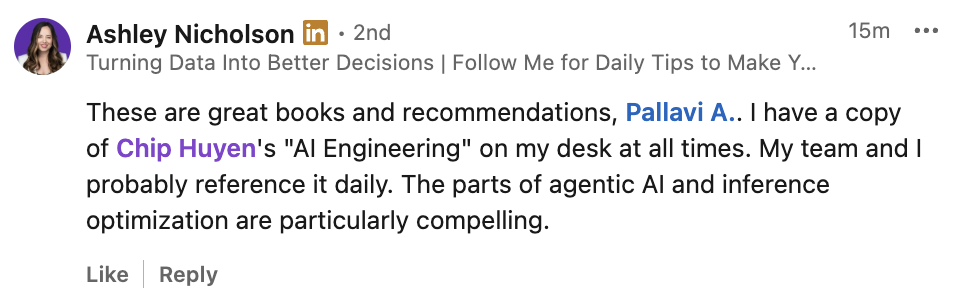 Ashley Nicholson in • 2nd 15m •••
Turning Data Into Better Decisions | Follow Me for Daily Tips to Make Y...
These are great books and recommendations, Pallavi A.. I have a copy
of Chip Huyen's "AI Engineering" on my desk at all times. My team and I
probably reference it daily. The parts of agentic AI and inference
optimization are particularly compelling.
Like | Reply